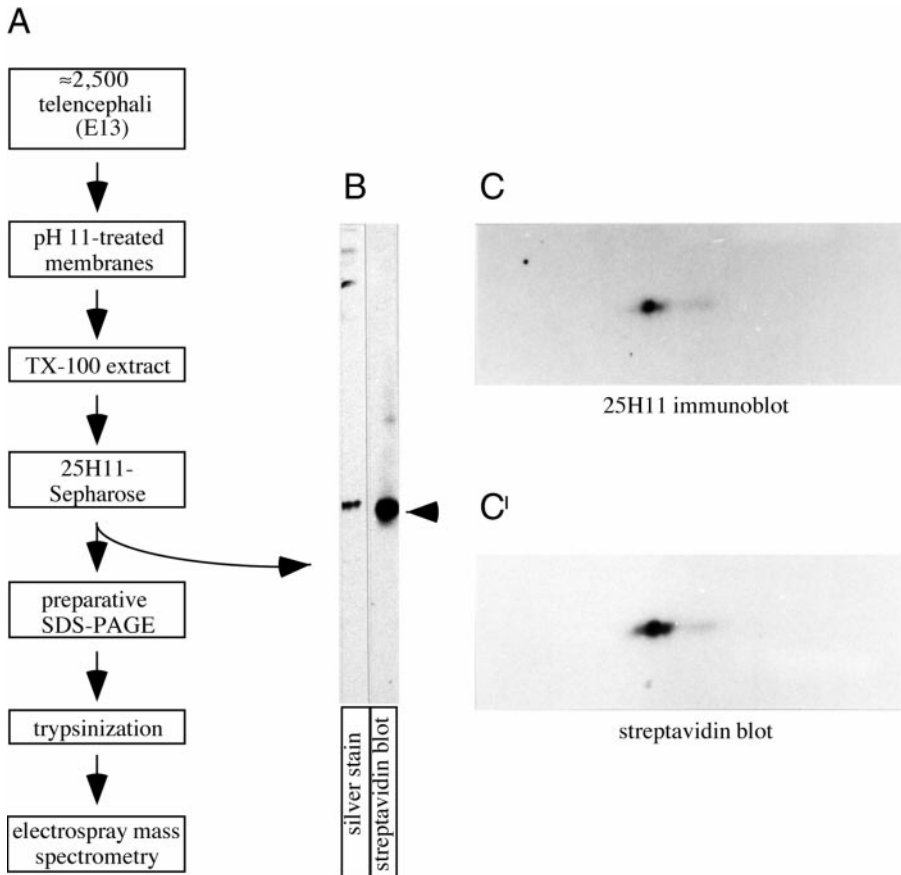 A
≈2,500
telencephali
(E13)
pH 11-treated
membranes
TX-100 extract
25H11-
Sepharose
preparative
SDS-PAGE
trypsinization
electrospray mass
spectrometry
B
silver stain
streptavidin blot
C
25H11 immunoblot
C'
streptavidin blot